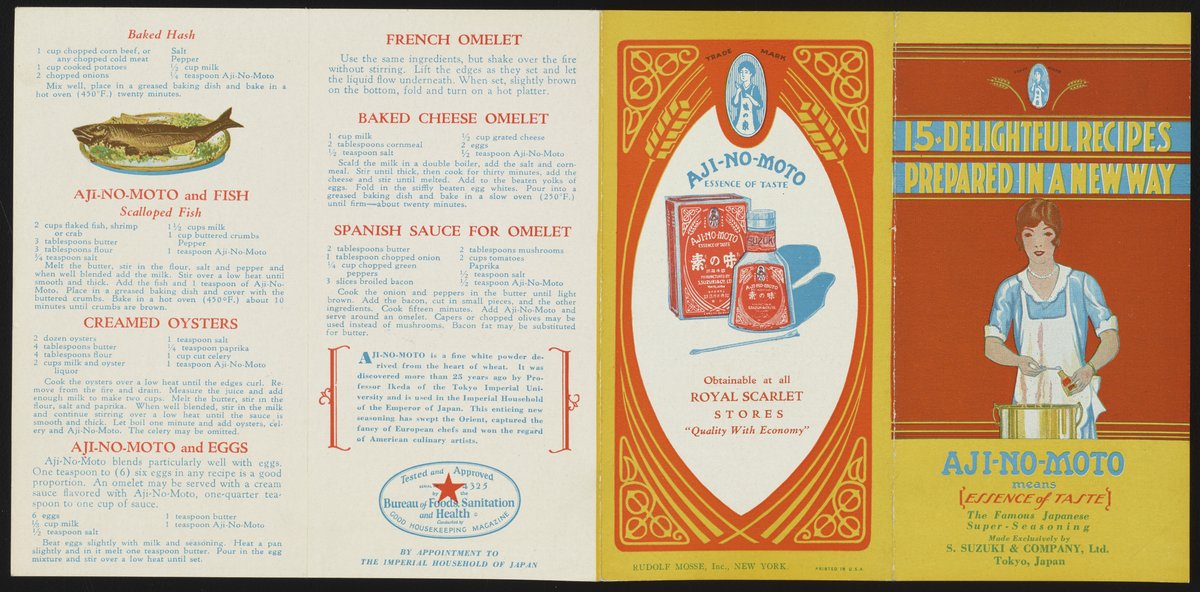 Baked Hash
1 cup chopped corn beef, or any chopped cold meat
1 cup cooked potatoes
2 chopped onions
Salt
Pepper
½ cup milk
¼ teaspoon Aji-No-Moto
Mix well, place in a greased baking dish and bake in a
hot oven (450°F.) twenty minutes.
AJI-NO-MOTO and FISH
Scalloped Fish
2 cups flaked fish, shrimp
or crab
3 tablespoons butter
3 tablespoons flour
¼ teaspoon salt
1½ cups milk
1 cup buttered crumbs
Pepper
1 teaspoon Aji-No-Moto
Melt the butter, stir in the flour, salt and pepper and
when well blended add the milk. Stir over a low heat until
smooth and thick. Add the fish and 1 teaspoon of Aji-No-
Moto. Place in a greased baking dish and cover with the
buttered crumbs. Bake in a hot oven (450°F.) about 10
minutes until crumbs are brown.
CREAMED OYSTERS
2 dozen oysters
4 tablespoons butter
4 tablespoons flour
2 cups milk and oyster
liquor
1 teaspoon salt
¼ teaspoon paprika
1 cup cut celery
1 teaspoon Aji-No-Moto
Cook the oysters over a low heat until the edges curl. Re-
move from the fire and drain. Measure the juice and add
enough milk to make two cups. Melt the butter, stir in the
flour, salt and paprika. When well blended, stir in the milk
and continue stirring over a low heat until the sauce is
smooth and thick. Let boil one minute and add oysters, cel-
ery and Aji-No-Moto. The celery may be omitted.
AJI-NO-MOTO and EGGS
Aji-No-Moto blends particularly well with eggs.
One teaspoon to (6) six eggs in any recipe is a good
proportion. An omelet may be served with a cream
sauce flavored with Aji-No-Moto, one-quarter tea-
spoon to one cup of sauce.
6 eggs
⅓ cup milk
½ teaspoon salt
1 teaspoon butter
1 teaspoon Aji-No-Moto
Beat eggs slightly with milk and seasoning. Heat a pan
slightly and in it melt one teaspoon butter. Pour in the egg
mixture and stir over a low heat until set.
FRENCH OMELET
Use the same ingredients, but shake over the fire
without stirring. Lift the edges as they set and let
the liquid flow underneath. When set, slightly brown
on the bottom, fold and turn on a hot platter.
BAKED CHEESE OMELET
1 cup milk
2 tablespoons cornmeal
½ teaspoon salt
½ cup grated cheese
2 eggs
½ teaspoon Aji-No-Moto
Scald the milk in a double boiler, add the salt and corn-
meal. Stir until thick, then cook for thirty minutes, add the
cheese and stir until melted. Add to the beaten yolks of
eggs. Fold in the stiffly beaten egg whites. Pour into a
greased baking dish and bake in a slow oven (250°F.)
until firm—about twenty minutes.
SPANISH SAUCE FOR OMELET
2 tablespoons butter
1 tablespoon chopped onion
¼ cup chopped green
peppers
3 slices broiled bacon
2 tablespoons mushrooms
2 cups tomatoes
Paprika
½ teaspoon salt
½ teaspoon Aji-No-Moto
Cook the onion and peppers in the butter until light
brown. Add the bacon, cut in small pieces, and the other
ingredients. Cook fifteen minutes. Add Aji-No-Moto and
serve around an omelet. Capers or chopped olives may be
used instead of mushrooms. Bacon fat may be substituted
for butter.
AJI-NO-MOTO is a fine white powder de-
rived from the heart of wheat. It was
discovered more than 25 years ago by Pro-
fessor Ikeda of the Tokyo Imperial Uni-
versity and is used in the Imperial Household
of the Emperor of Japan. This enticing new
seasoning has swept the Orient, captured the
fancy of European chefs and won the regard
of American culinary artists.
Tested and Approved
SERIAL No. 4325
by the
Bureau of Foods, Sanitation
and Health
Conducted by
GOOD HOUSEKEEPING MAGAZINE
BY APPOINTMENT TO
THE IMPERIAL HOUSEHOLD OF JAPAN
TRADE MARK
味の素
AJI-NO-MOTO
ESSENCE OF TASTE
AJI-NO-MOTO
ESSENCE OF TASTE
素の味
MANUFACTURED BY
S.SUZUKI & CO. LTD
SUZUKI
AJI-NO-MOTO
素の味
Obtainable at all
ROYAL SCARLET
STORES
"Quality With Economy"
RUDOLF MOSSE, Inc., NEW YORK.
PRINTED IN U.S.A.
TRADE MARK
15·DELIGHTFUL RECIPES
PREPARED IN A NEW WAY
AJI-NO-MOTO
means
ESSENCE of TASTE
The Famous Japanese
Super-Seasoning
Made Exclusively by
S. SUZUKI & COMPANY, Ltd.
Tokyo, Japan